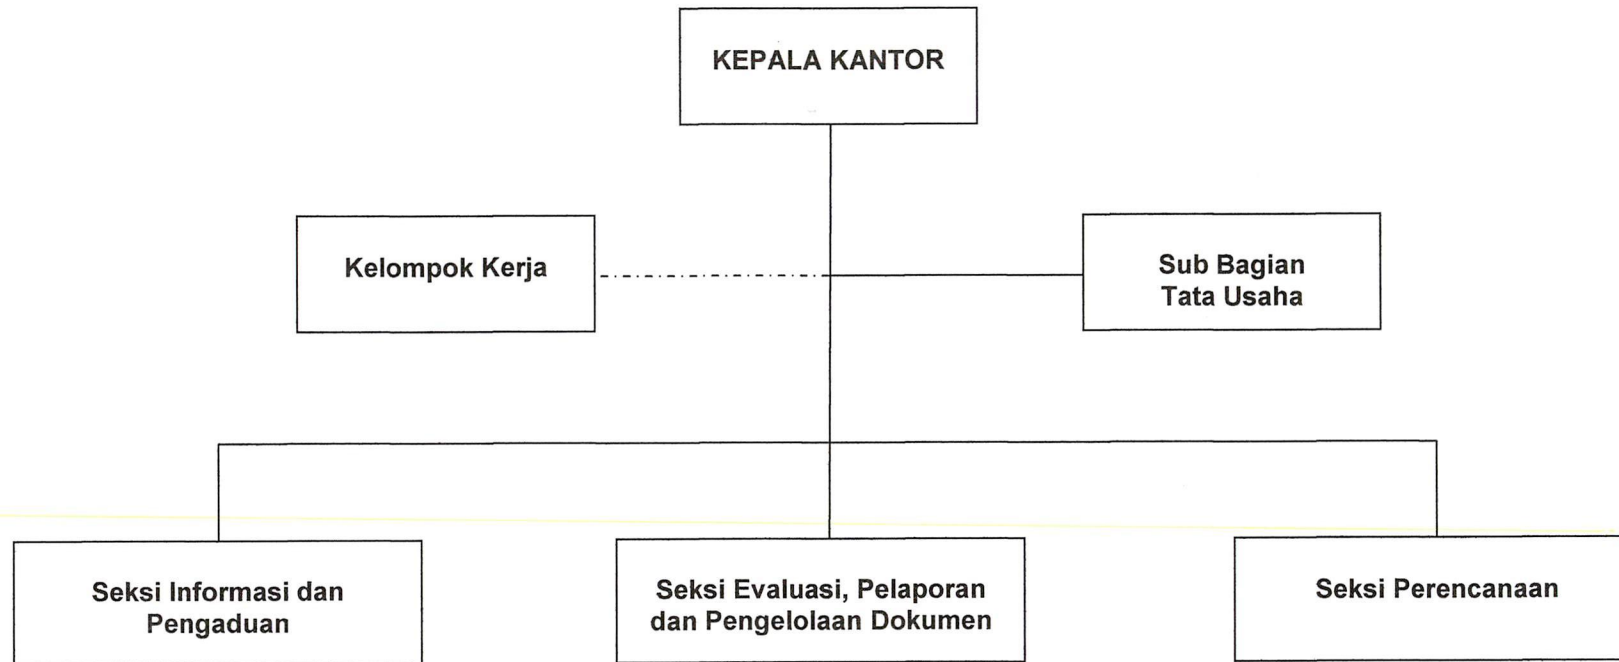 KEPALA KANTOR
Kelompok Kerja
Sub Bagian
Tata Usaha
Seksi Informasi dan
Pengaduan
Seksi Evaluasi, Pelaporan
dan Pengelolaan Dokumen
Seksi Perencanaan